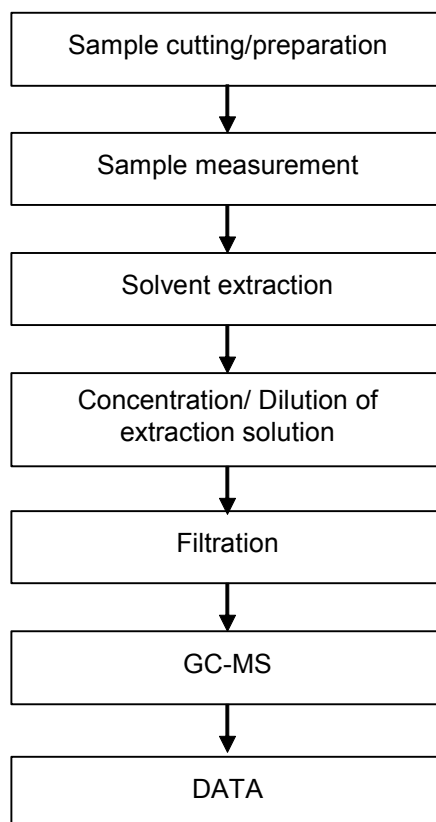 Sample cutting/preparation
Sample measurement
Solvent extraction
Concentration/ Dilution of
extraction solution
Filtration
GC-MS
DATA